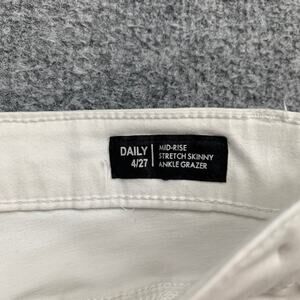 DAILY
4/27
MID-RISE
STRETCH SKINNY
ANKLE GRAZER